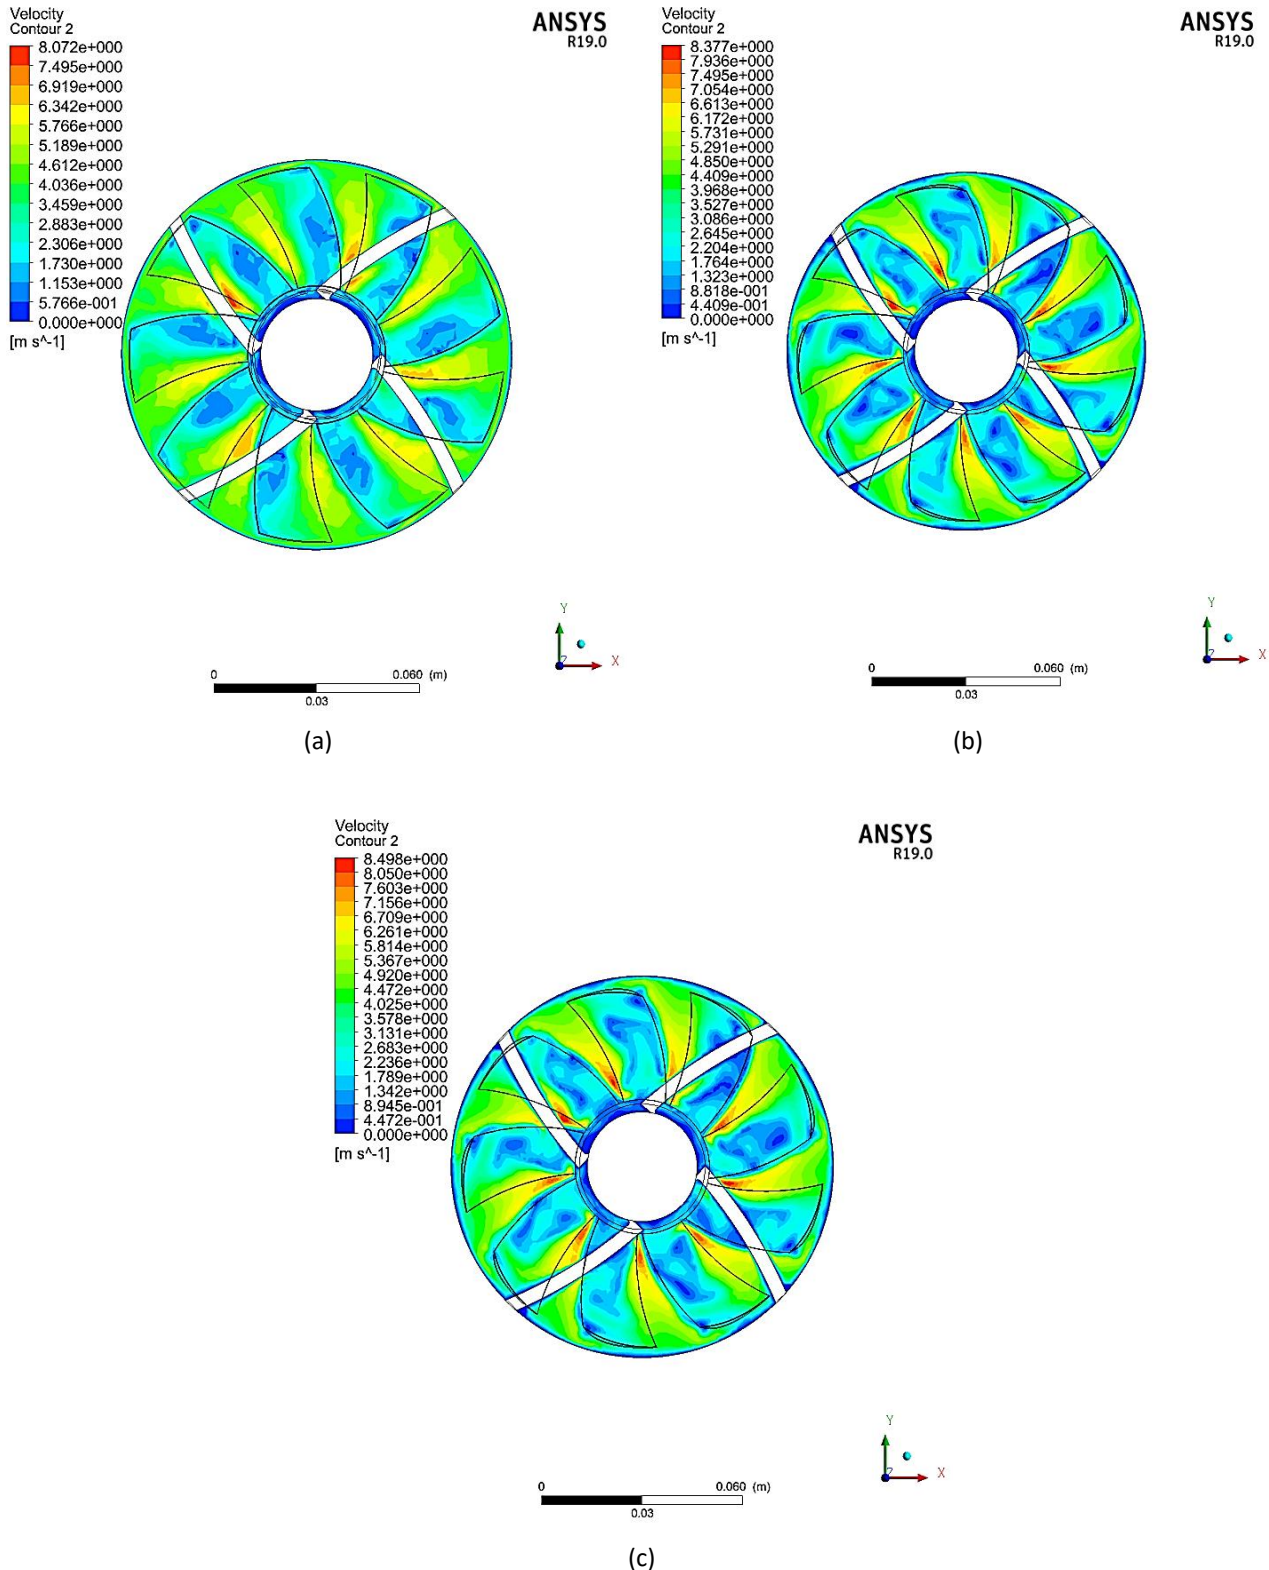 Velocity
Contour 2
8.072e+000
7.495e+000
6.919e+000
6.342e+000
5.766e+000
5.189e+000
4.612e+000
4.036e+000
3.459e+000
2.883e+000
2.306e+000
1.730e+000
1.153e+000
5.766e-001
0.000e+000
[m s^-1]
ANSYS
R19.0
Y
X
Z
0
0.060 (m)
0.03
(a)
Velocity
Contour 2
8.377e+000
7.936e+000
7.495e+000
7.054e+000
6.613e+000
6.172e+000
5.731e+000
5.291e+000
4.850e+000
4.409e+000
3.968e+000
3.527e+000
3.086e+000
2.645e+000
2.204e+000
1.764e+000
1.323e+000
8.818e-001
4.409e-001
0.000e+000
[m s^-1]
ANSYS
R19.0
Y
X
Z
0
0.060 (m)
0.03
(b)
Velocity
Contour 2
8.498e+000
8.050e+000
7.603e+000
7.156e+000
6.709e+000
6.261e+000
5.814e+000
5.367e+000
4.920e+000
4.472e+000
4.025e+000
3.578e+000
3.131e+000
2.683e+000
2.236e+000
1.789e+000
1.342e+000
8.945e-001
4.472e-001
0.000e+000
[m s^-1]
ANSYS
R19.0
Y
X
Z
0
0.060 (m)
0.03
(c)